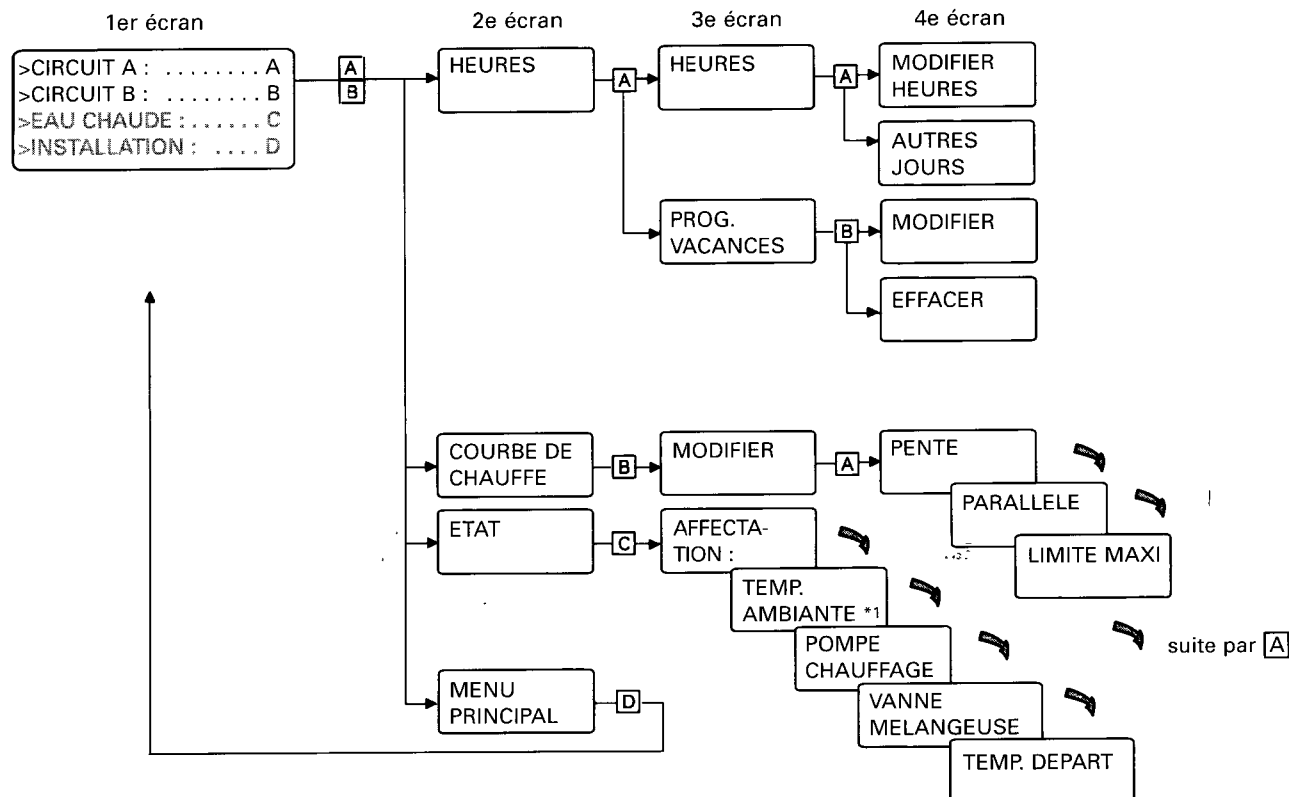 1er écran
2e écran
3e écran
4e écran
>CIRCUIT A : ........ A
>CIRCUIT B : ........ B
>EAU CHAUDE : ...... C
>INSTALLATION : .... D
A
B
HEURES
A
HEURES
A
MODIFIER
HEURES
AUTRES
JOURS
PROG.
VACANCES
B
MODIFIER
EFFACER
COURBE DE
CHAUFFE
B
MODIFIER
A
PENTE
PARALLELE
LIMITE MAXI
ETAT
C
AFFECTA-
TION :
TEMP.
AMBIANTE *1
POMPE
CHAUFFAGE
VANNE
MELANGEUSE
TEMP. DEPART
suite par A
MENU
PRINCIPAL
D